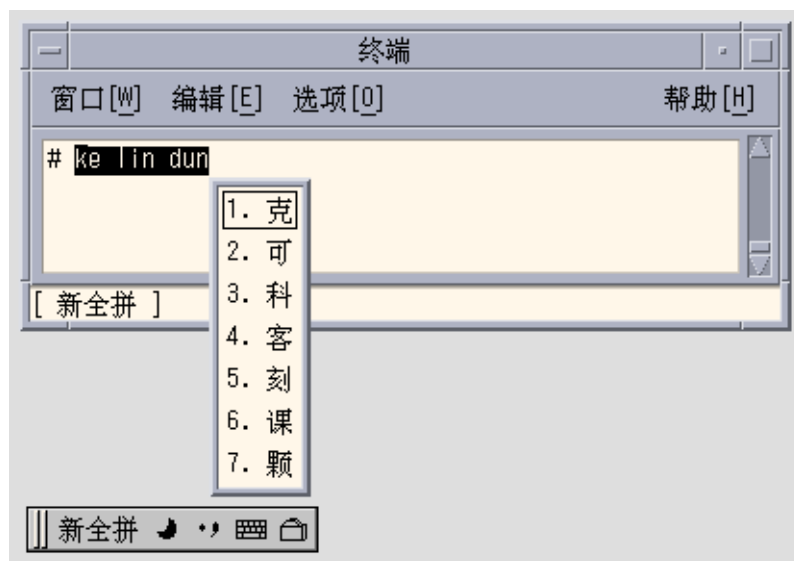 终端
窗口[W] 编辑[E] 选项[O] 帮助[H]
# ke lin dun
1. 克
2. 可
3. 科
4. 客
5. 刻
6. 课
7. 颗
[ 新全拼 ]
新全拼